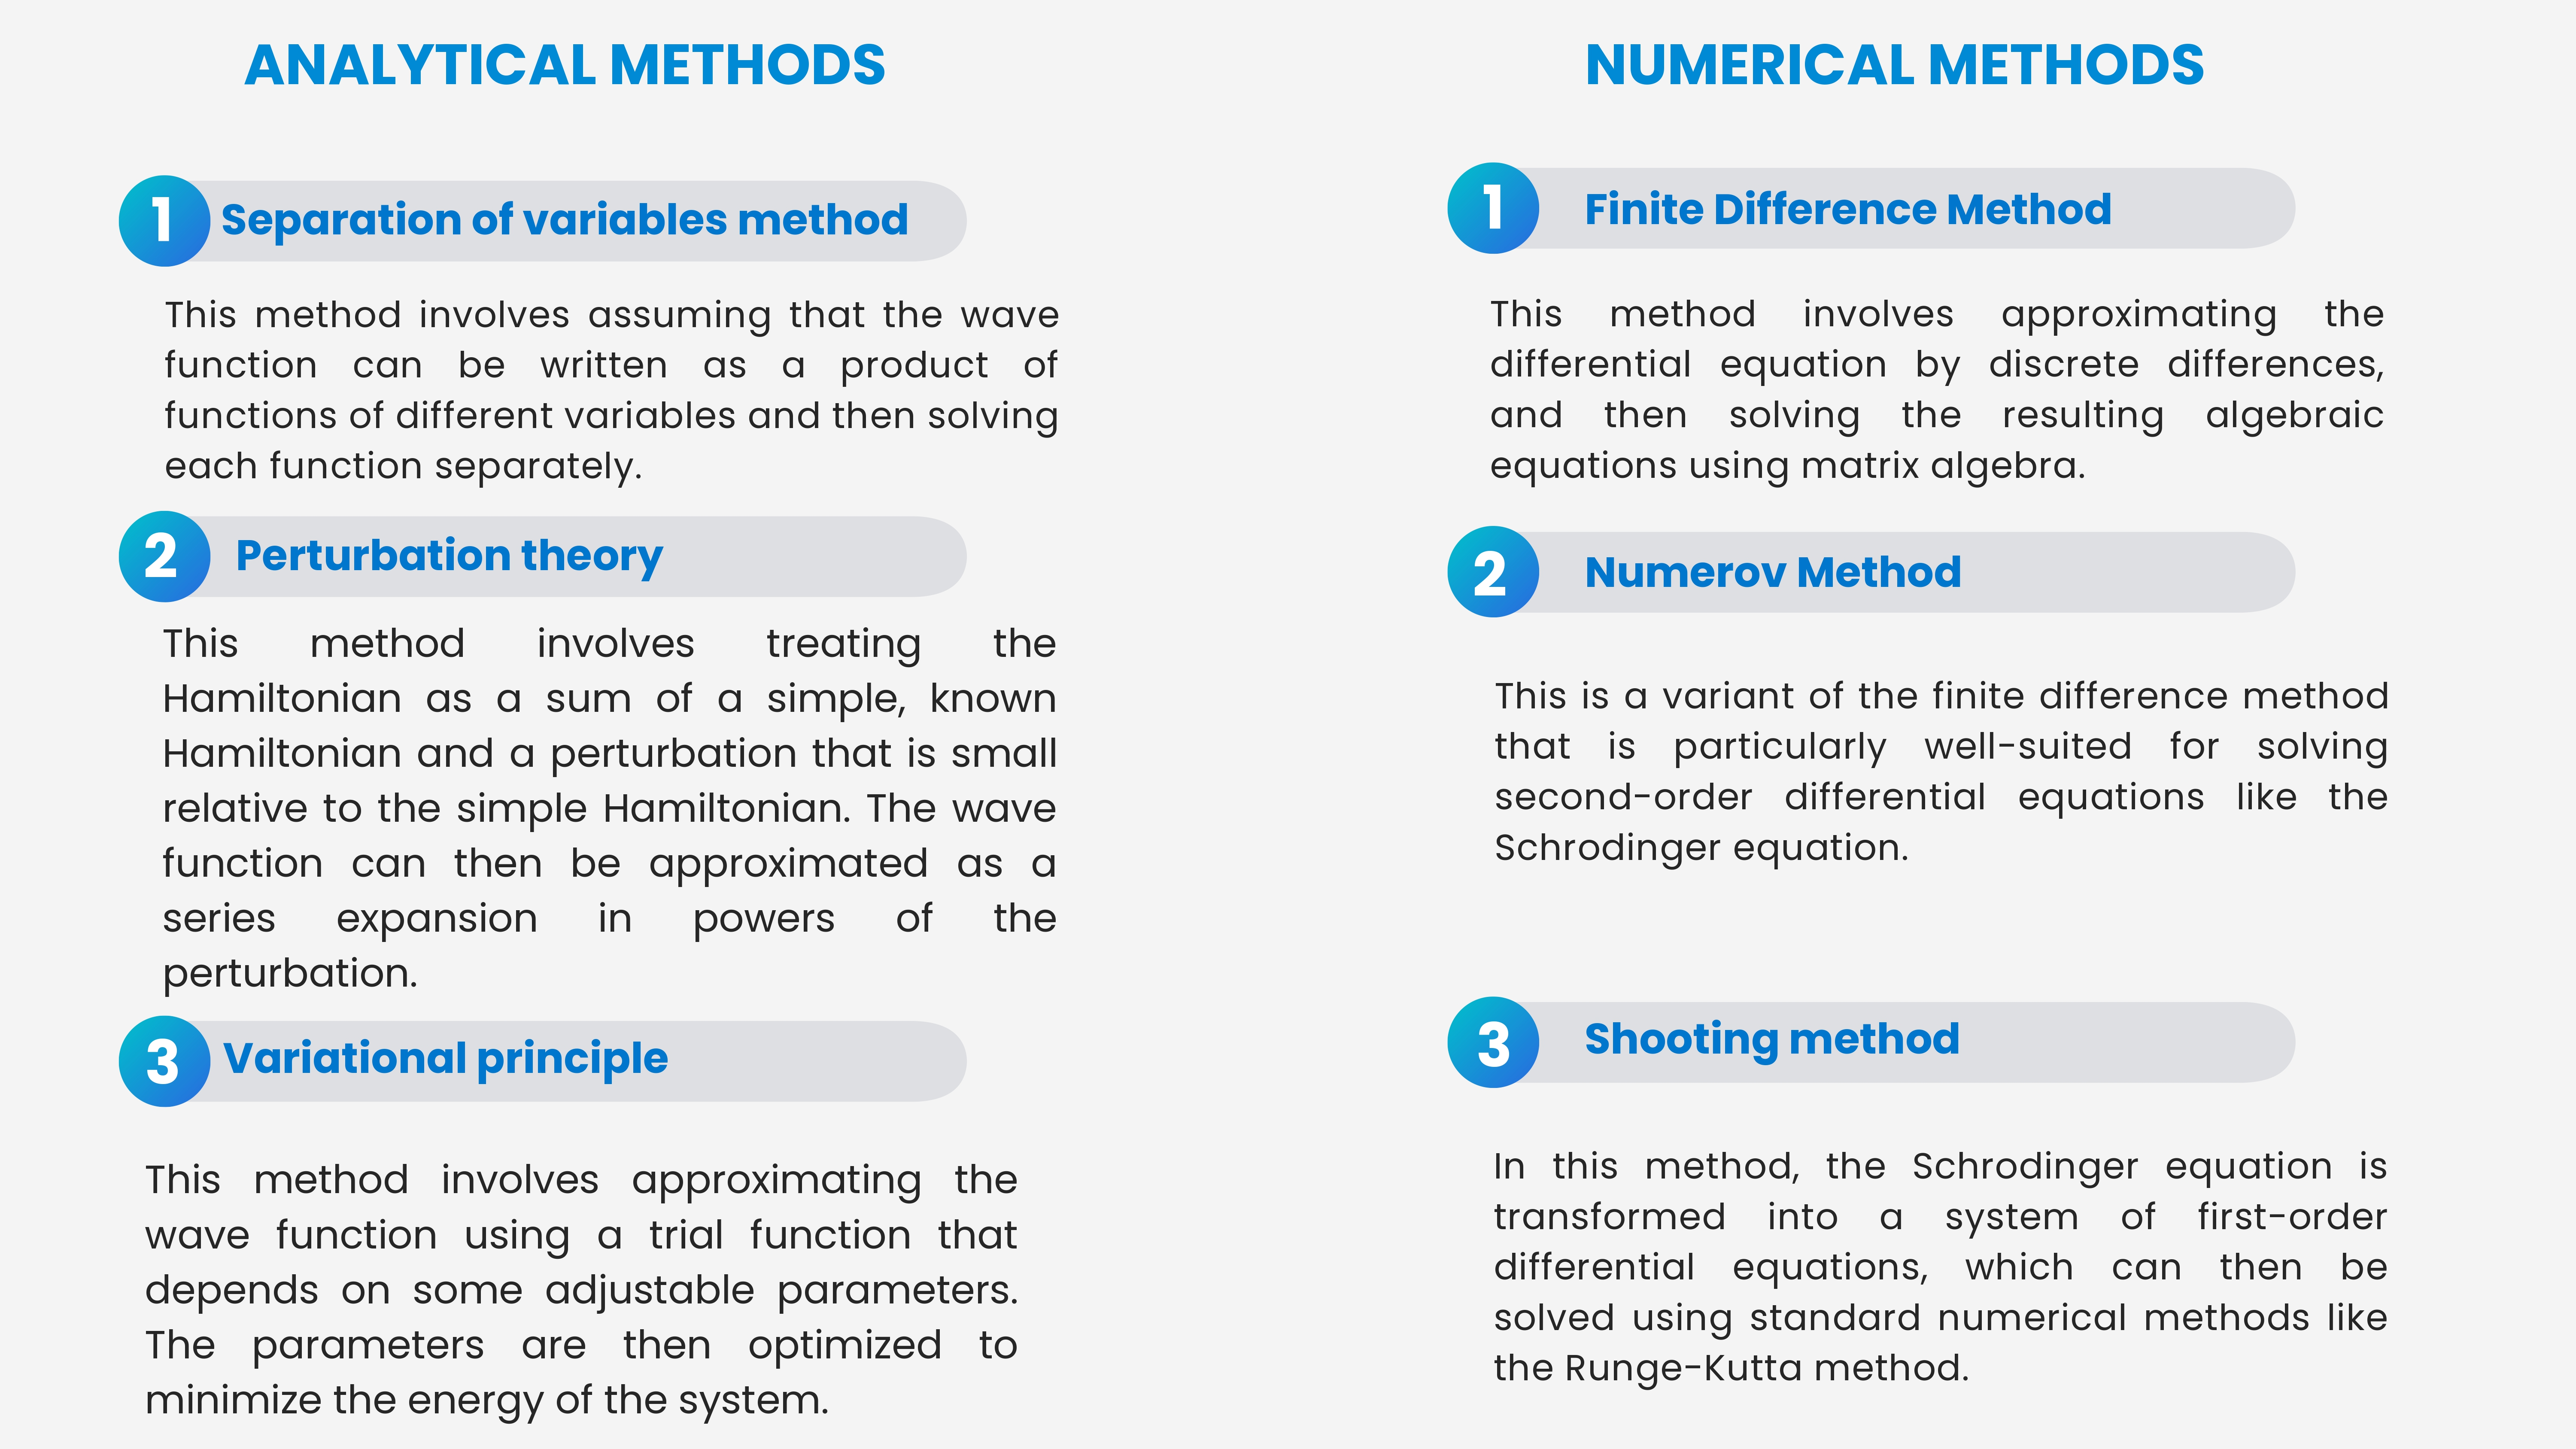 ANALYTICAL METHODS
1 Separation of variables method
This method involves assuming that the wave
function can be written as a product of
functions of different variables and then solving
each function separately.
2 Perturbation theory
This method involves treating the
Hamiltonian as a sum of a simple, known
Hamiltonian and a perturbation that is small
relative to the simple Hamiltonian. The wave
function can then be approximated as a
series expansion in powers of the
perturbation.
3 Variational principle
This method involves approximating the
wave function using a trial function that
depends on some adjustable parameters.
The parameters are then optimized to
minimize the energy of the system.
NUMERICAL METHODS
1 Finite Difference Method
This method involves approximating the
differential equation by discrete differences,
and then solving the resulting algebraic
equations using matrix algebra.
2 Numerov Method
This is a variant of the finite difference method
that is particularly well-suited for solving
second-order differential equations like the
Schrodinger equation.
3 Shooting method
In this method, the Schrodinger equation is
transformed into a system of first-order
differential equations, which can then be
solved using standard numerical methods like
the Runge-Kutta method.